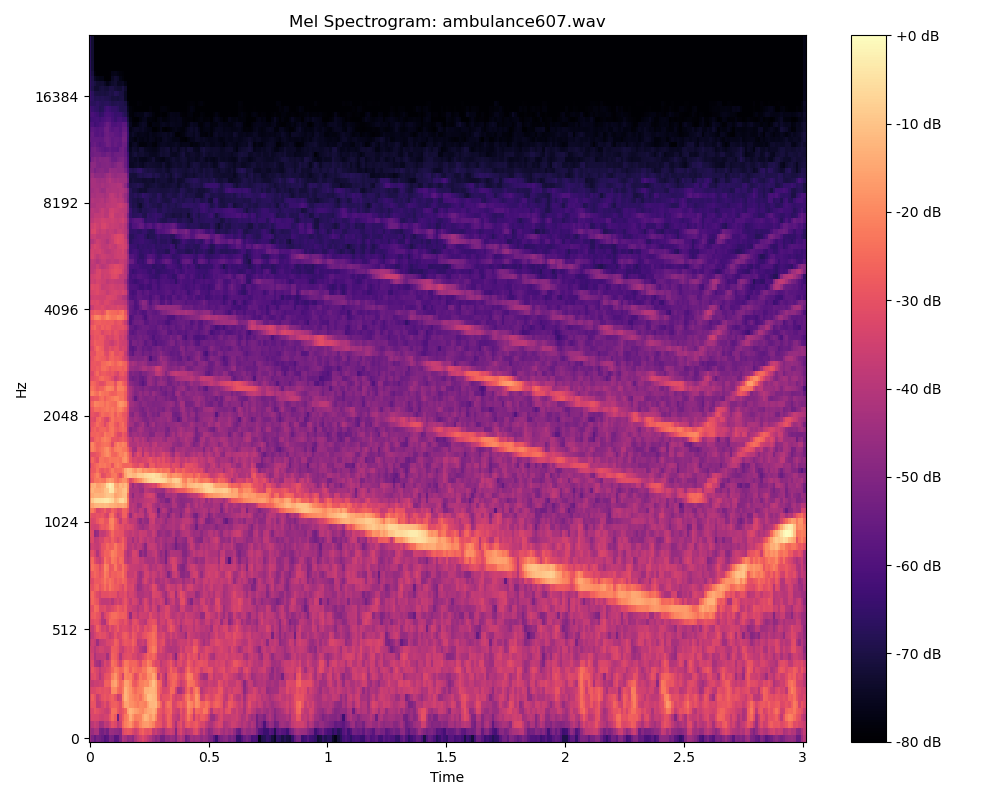 Mel Spectrogram: ambulance607.wav
+0 dB
16384
-10 dB
8192
-20 dB
4096
-30 dB
Hz
-40 dB
2048
-50 dB
1024
-60 dB
512
-70 dB
0
-80 dB
0 0.5 1 1.5 2 2.5 3
Time